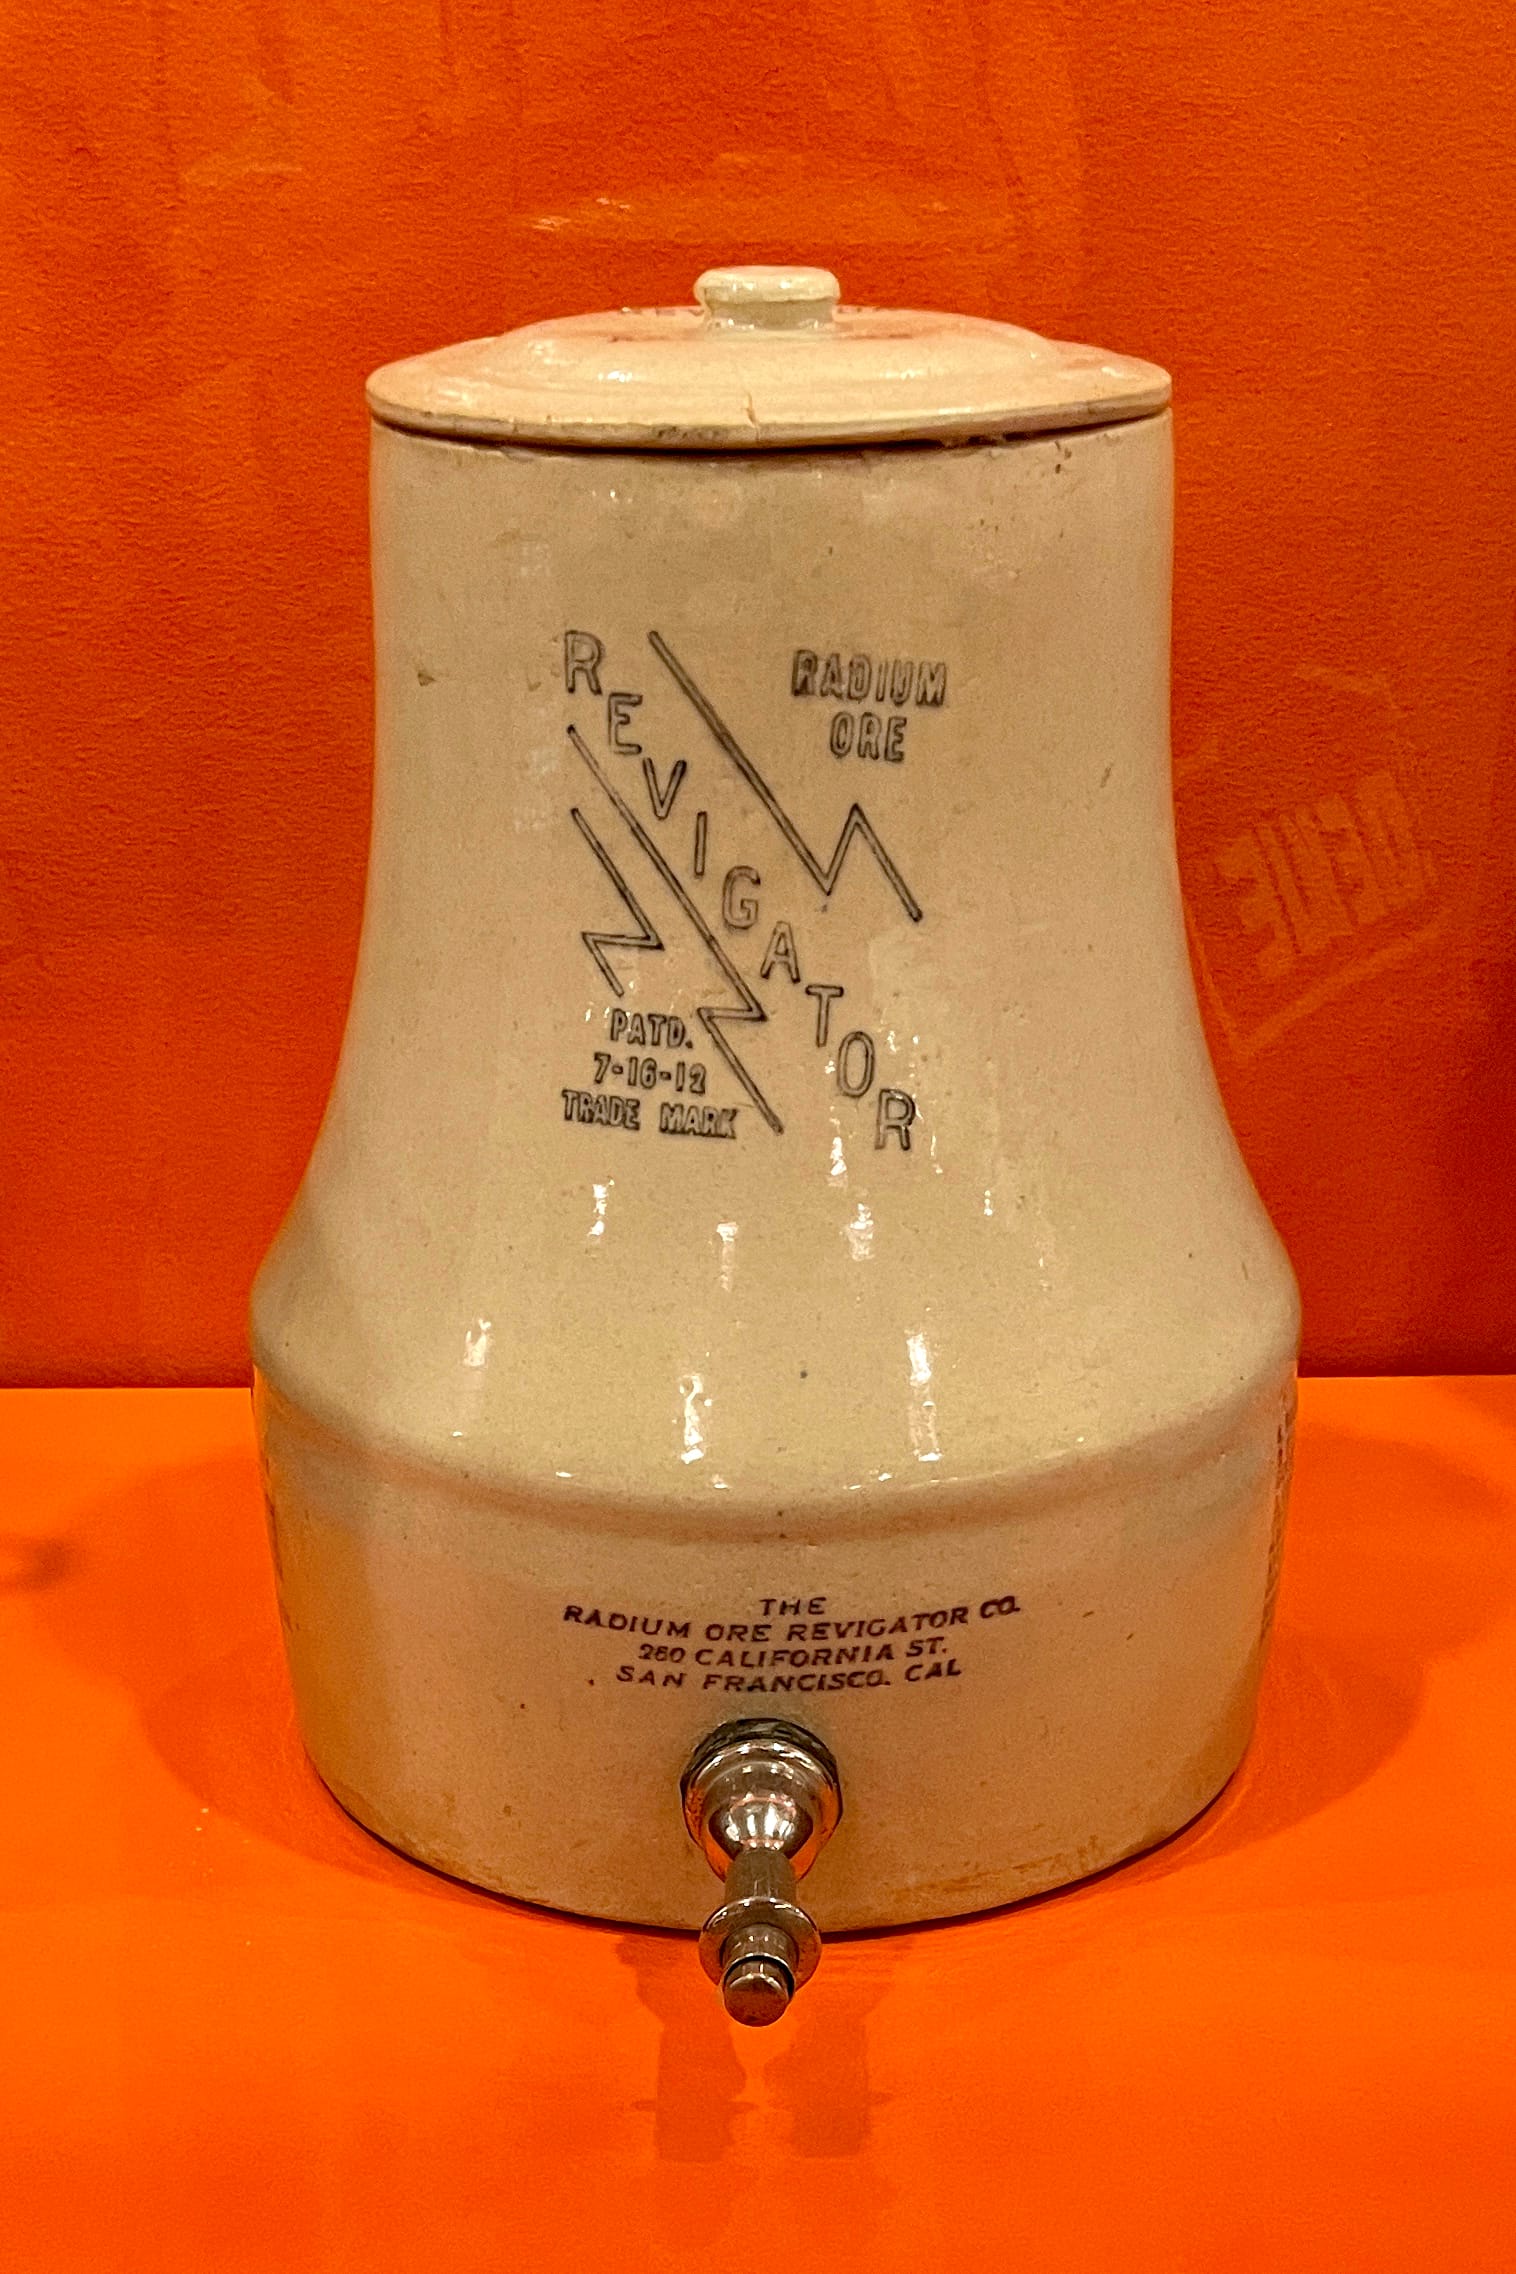 REVIGATOR
RADIUM
ORE
PATD.
7-16-12
TRADE MARK
THE
RADIUM ORE REVIGATOR CO.
260 CALIFORNIA ST.
SAN FRANCISCO. CAL